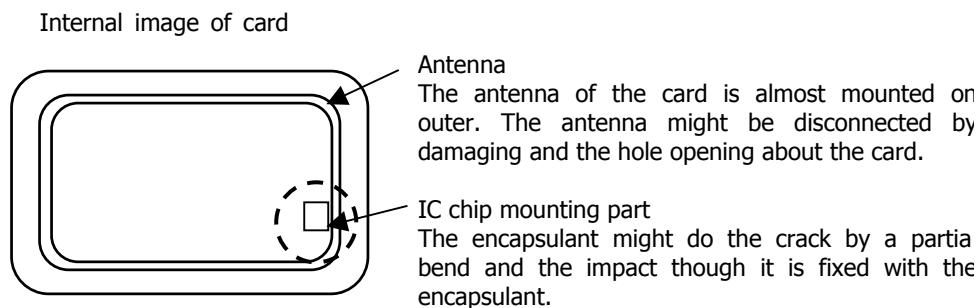 Internal image of card
Antenna
The antenna of the card is almost mounted on
outer. The antenna might be disconnected by
damaging and the hole opening about the card.
IC chip mounting part
The encapsulant might do the crack by a partia
bend and the impact though it is fixed with the
encapsulant.